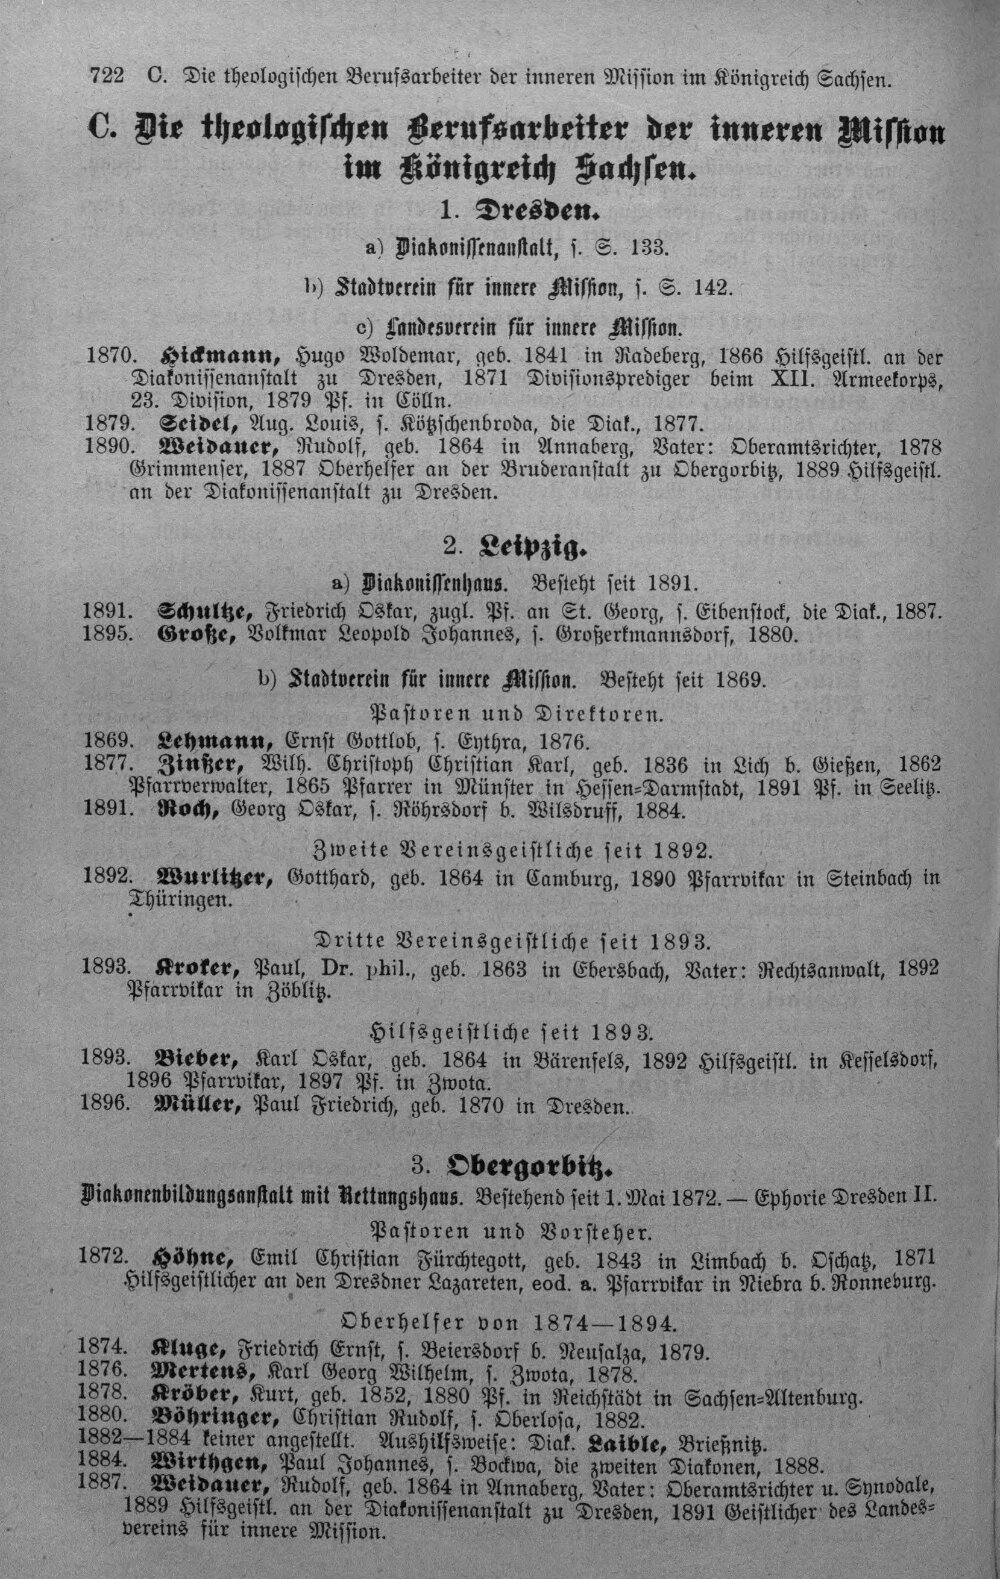 722 C. Die theologischen Berufsarbeiter der inneren Mission im Königreich Sachsen.
C. Die theologischen Berufsarbeiter der inneren Mission
im Königreich Sachsen.
1. Dresden.
a) Diakonissenanstalt, s. S. 133.
b) Stadtverein für innere Mission, s. S. 142.
c) Landesverein für innere Mission.
1870. Hickmann, Hugo Woldemar, geb. 1841 in Radeberg, 1866 Hilfsgeistl. an der
Diakonissenanstalt zu Dresden, 1871 Divisionsprediger beim XII. Armeekorps,
23. Division, 1879 Pf. in Cölln.
1879. Seidel, Aug. Louis, s. Kötzschenbroda, die Diak., 1877.
1890. Weidauer, Rudolf, geb. 1864 in Annaberg, Vater: Oberamtsrichter, 1878
Grimmenser, 1887 Oberhelfer an der Bruderanstalt zu Obergorbitz, 1889 Hilfsgeistl.
an der Diakonissenanstalt zu Dresden.
2. Leipzig.
a) Diakonissenhaus. Besteht seit 1891.
1891. Schultze, Friedrich Oskar, zugl. Pf. an St. Georg, s. Eibenstock, die Diak., 1887.
1895. Große, Volkmar Leopold Johannes, s. Großerkmannsdorf, 1880.
b) Stadtverein für innere Mission. Besteht seit 1869.
Pastoren und Direktoren.
1869. Lehmann, Ernst Gottlob, s. Eythra, 1876.
1877. Zinßer, Wilh. Christoph Christian Karl, geb. 1836 in Lich b. Gießen, 1862
Pfarrverwalter, 1865 Pfarrer in Münster in Hessen-Darmstadt, 1891 Pf. in Seelitz.
1891. Roch, Georg Oskar, s. Röhrsdorf b. Wilsdruff, 1884.
Zweite Vereinsgeistliche seit 1892.
1892. Wurlitzer, Gotthard, geb. 1864 in Camburg, 1890 Pfarrvikar in Steinbach in
Thüringen.
Dritte Vereinsgeistliche seit 1893.
1893. Kroker, Paul, Dr. phil., geb. 1863 in Ebersbach, Vater: Rechtsanwalt, 1892
Pfarrvikar in Zöblitz.
Hilfsgeistliche seit 1893.
1893. Bieber, Karl Oskar, geb. 1864 in Bärenfels, 1892 Hilfsgeistl. in Kesselsdorf,
1896 Pfarrvikar, 1897 Pf. in Zwota.
1896. Müller, Paul Friedrich, geb. 1870 in Dresden.
3. Obergorbitz.
Diakonenbildungsanstalt mit Rettungshaus. Bestehend seit 1. Mai 1872. — Ephorie Dresden II.
Pastoren und Vorsteher.
1872. Höhne, Emil Christian Fürchtegott, geb. 1843 in Limbach b. Oschatz, 1871
Hilfsgeistlicher an den Dresdner Lazareten, eod. a. Pfarrvikar in Niebra b. Ronneburg.
Oberhelfer von 1874—1894.
1874. Kluge, Friedrich Ernst, s. Beiersdorf b. Neusalza, 1879.
1876. Mertens, Karl Georg Wilhelm, s. Zwota, 1878.
1878. Kröber, Kurt, geb. 1852, 1880 Pf. in Reichstädt in Sachsen-Altenburg.
1880. Böhringer, Christian Rudolf, s. Oberlosa, 1882.
1882—1884 keiner angestellt. Aushilfsweise: Diak. Laible, Brießnitz.
1884. Wirthgen, Paul Johannes, s. Bockwa, die zweiten Diakonen, 1888.
1887. Weidauer, Rudolf, geb. 1864 in Annaberg, Vater: Oberamtsrichter u. Synodale,
1889 Hilfsgeistl. an der Diakonissenanstalt zu Dresden, 1891 Geistlicher des Landes-
vereins für innere Mission.